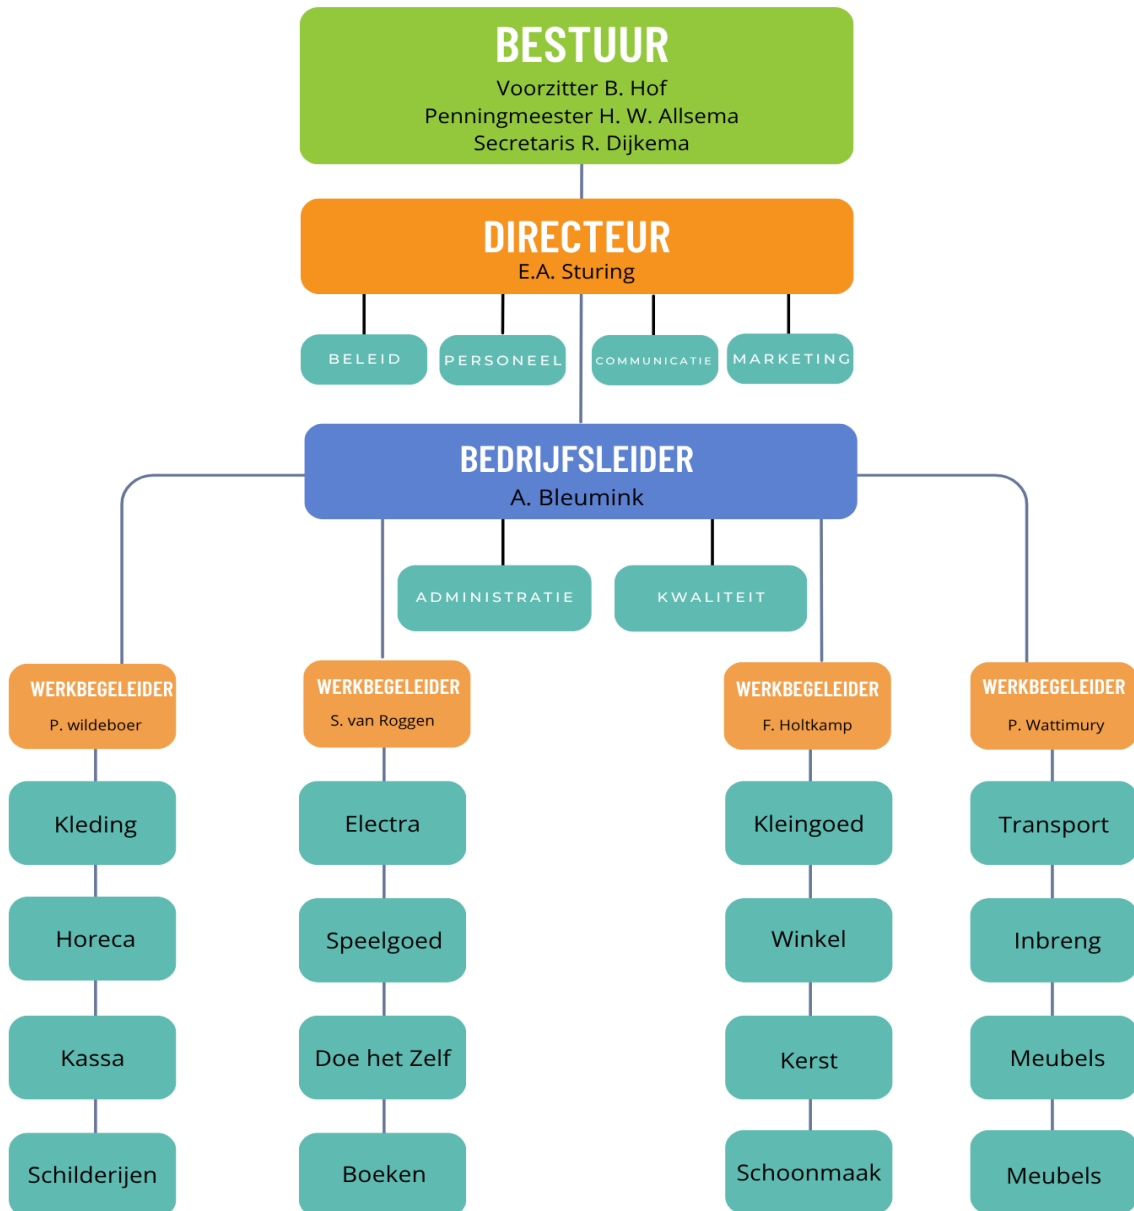 BESTUUR
Voorzitter B. Hof
Penningmeester H. W. Allsema
Secretaris R. Dijkema
DIRECTEUR
E.A. Sturing
BELEID
PERSONEEL
COMMUNICATIE
MARKETING
BEDRIJFSLEIDER
A. Bleumink
ADMINISTRATIE
KWALITEIT
WERKBEGELEIDER
P. wildeboer
Kleding
Horeca
Kassa
Schilderijen
WERKBEGELEIDER
S. van Roggen
Electra
Speelgoed
Doe het Zelf
Boeken
WERKBEGELEIDER
F. Holtkamp
Kleingoed
Winkel
Kerst
Schoonmaak
WERKBEGELEIDER
P. Wattimury
Transport
Inbreng
Meubels
Meubels